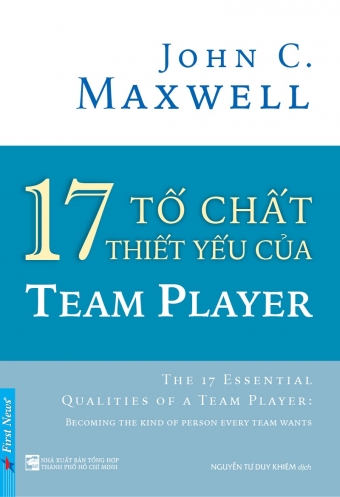 JOHN C.
MAXWELL
17 TỐ CHẤT
THIẾT YẾU CỦA
TEAM PLAYER
THE 17 ESSENTIAL
QUALITIES OF A TEAM PLAYER:
BECOMING THE KIND OF PERSON EVERY TEAM WANTS
First News
NHÀ XUẤT BẢN TỔNG HỢP
THÀNH PHỐ HỒ CHÍ MINH
NGUYỄN TƯ DUY KHIÊM dịch